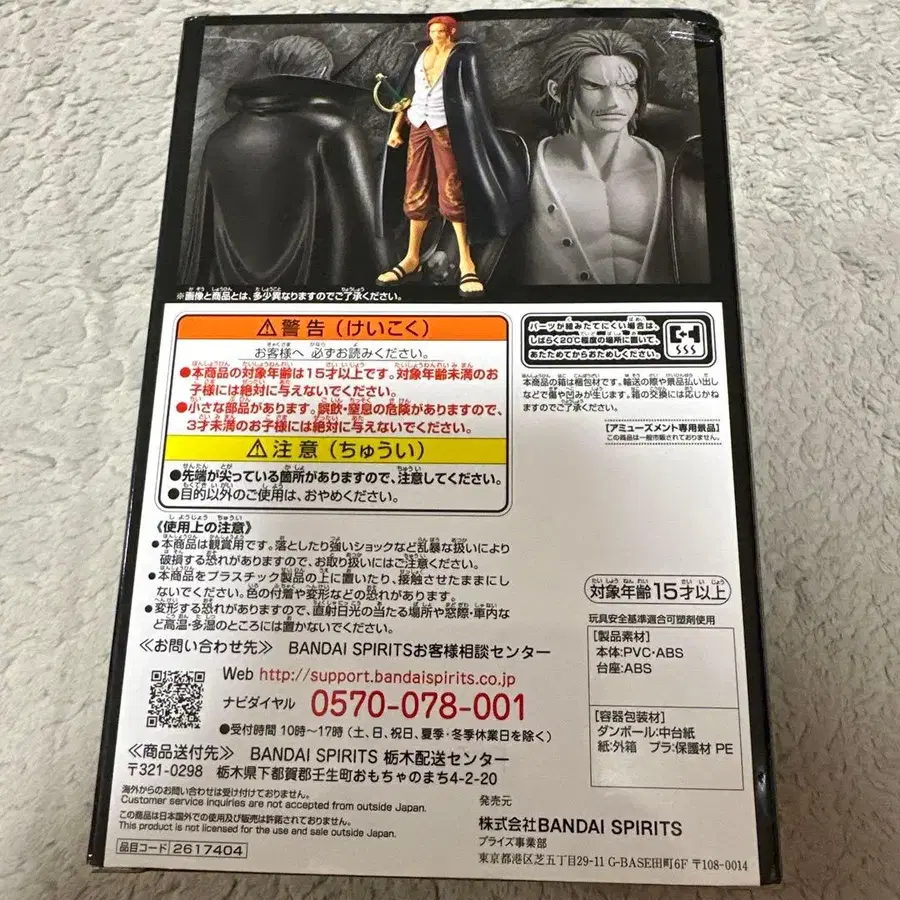 ※画像と商品とは、多少異なりますのでご了承ください。
⚠警告(けいこく)
お客様へ 必ずお読みください。
●本商品の対象年齢は15才以上です。対象年齢未満のお
子様には絶対に与えないでください。
●小さな部品があります。誤飲・窒息の危険がありますので、
3才未満のお子様には絶対に与えないでください。
⚠注意(ちゅうい)
●先端が尖っている箇所がありますので、注意してください。
●目的以外のご使用は、おやめください。
パーツが組みたてにくい場合は、
しばらく20℃程度の場所に置いて、
あたためてからおためしください。
本商品の箱は梱包材です。輸送の際や景品払い出し
などで傷や凹みが生じます。箱の交換には応じかね
ますのでご了承ください。
[アミューズメント専用景品]
この商品は一般市販されておりません。
《使用上の注意》
●本商品は観賞用です。落としたり強いショックなど乱暴な扱いにより
破損する恐れがありますので、お取り扱いにはご注意ください。
●本商品をプラスチック製品の上に置いたり、接触させたままにし
ないでください。色の付着や変形などの恐れがあります。
●変形する恐れがありますので、直射日光の当たる場所や窓際・車内な
ど高温・多湿のところには置かないでください。
対象年齢15才以上
玩具安全基準適合可塑剤使用
[製品素材]
本体:PVC・ABS
台座:ABS
[容器包装材]
ダンボール:中台紙
紙:外箱 プラ:保護材 PE
≪お問い合わせ先≫ BANDAI SPIRITSお客様相談センター
Web http://support.bandaispirits.co.jp
ナビダイヤル 0570-078-001
●受付時間 10時~17時(土、日、祝日、夏季・冬季休業日を除く)
≪商品送付先≫ BANDAI SPIRITS 栃木配送センター
〒321-0298 栃木県下都賀郡壬生町おもちゃのまち4-2-20
海外からのお問い合わせは受け付けておりません。
Customer service inquiries are not accepted from outside Japan.
この商品は日本国外での使用及び販売は許諾されておりません。
This product is not licensed for the use and sale outside Japan.
品目コード 2617404
発売元
株式会社BANDAI SPIRITS
プライズ事業部
東京都港区芝五丁目29-11 G-BASE田町6F 〒108-0014